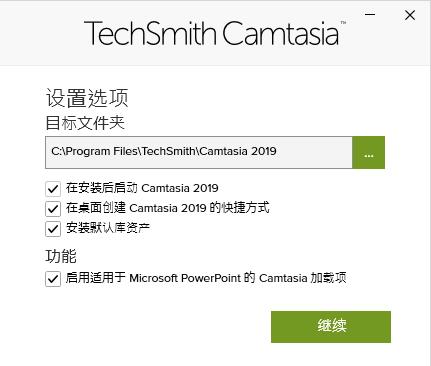 TechSmith Camtasia™
设置选项
目标文件夹
C:\Program Files\TechSmith\Camtasia 2019
...
在安装后启动 Camtasia 2019
在桌面创建 Camtasia 2019 的快捷方式
安装默认库资产
功能
启用适用于 Microsoft PowerPoint 的 Camtasia 加载项
继续